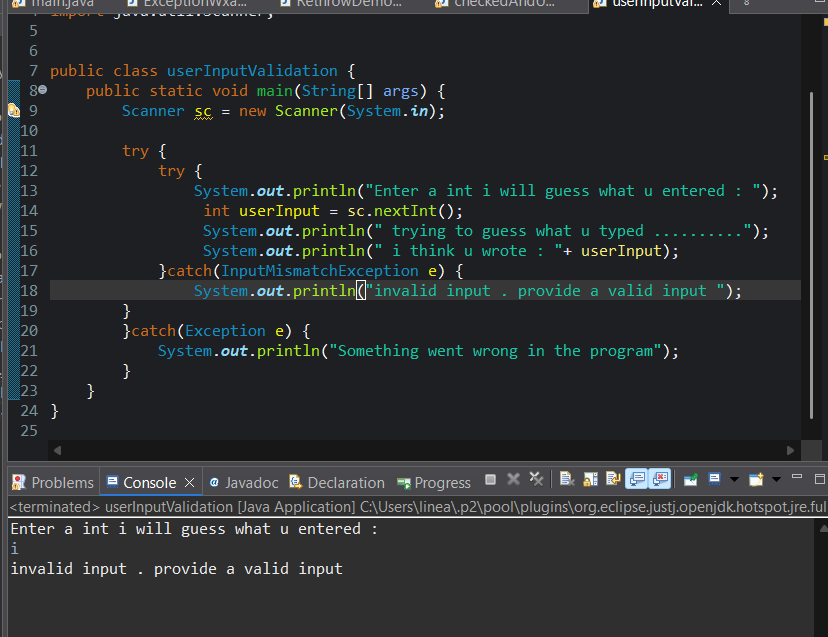 main.java ExceptionWxa... RethrowDemo... checkedAndU... userInputVal...
import java.util.Scanner;
5
6
7 public class userInputValidation {
8 public static void main(String[] args) {
9 Scanner sc = new Scanner(System.in);
10
11 try {
12 try {
13 System.out.println("Enter a int i will guess what u entered : ");
14 int userInput = sc.nextInt();
15 System.out.println(" trying to guess what u typed ..........");
16 System.out.println(" i think u wrote : "+ userInput);
17 }catch(InputMismatchException e) {
18 System.out.println("invalid input . provide a valid input ");
19 }
20 }catch(Exception e) {
21 System.out.println("Something went wrong in the program");
22 }
23 }
24 }
25
Problems Console Javadoc Declaration Progress
<terminated> userInputValidation [Java Application] C:\Users\linea\.p2\pool\plugins\org.eclipse.justj.openjdk.hotspot.jre.ful
Enter a int i will guess what u entered :
i
invalid input . provide a valid input